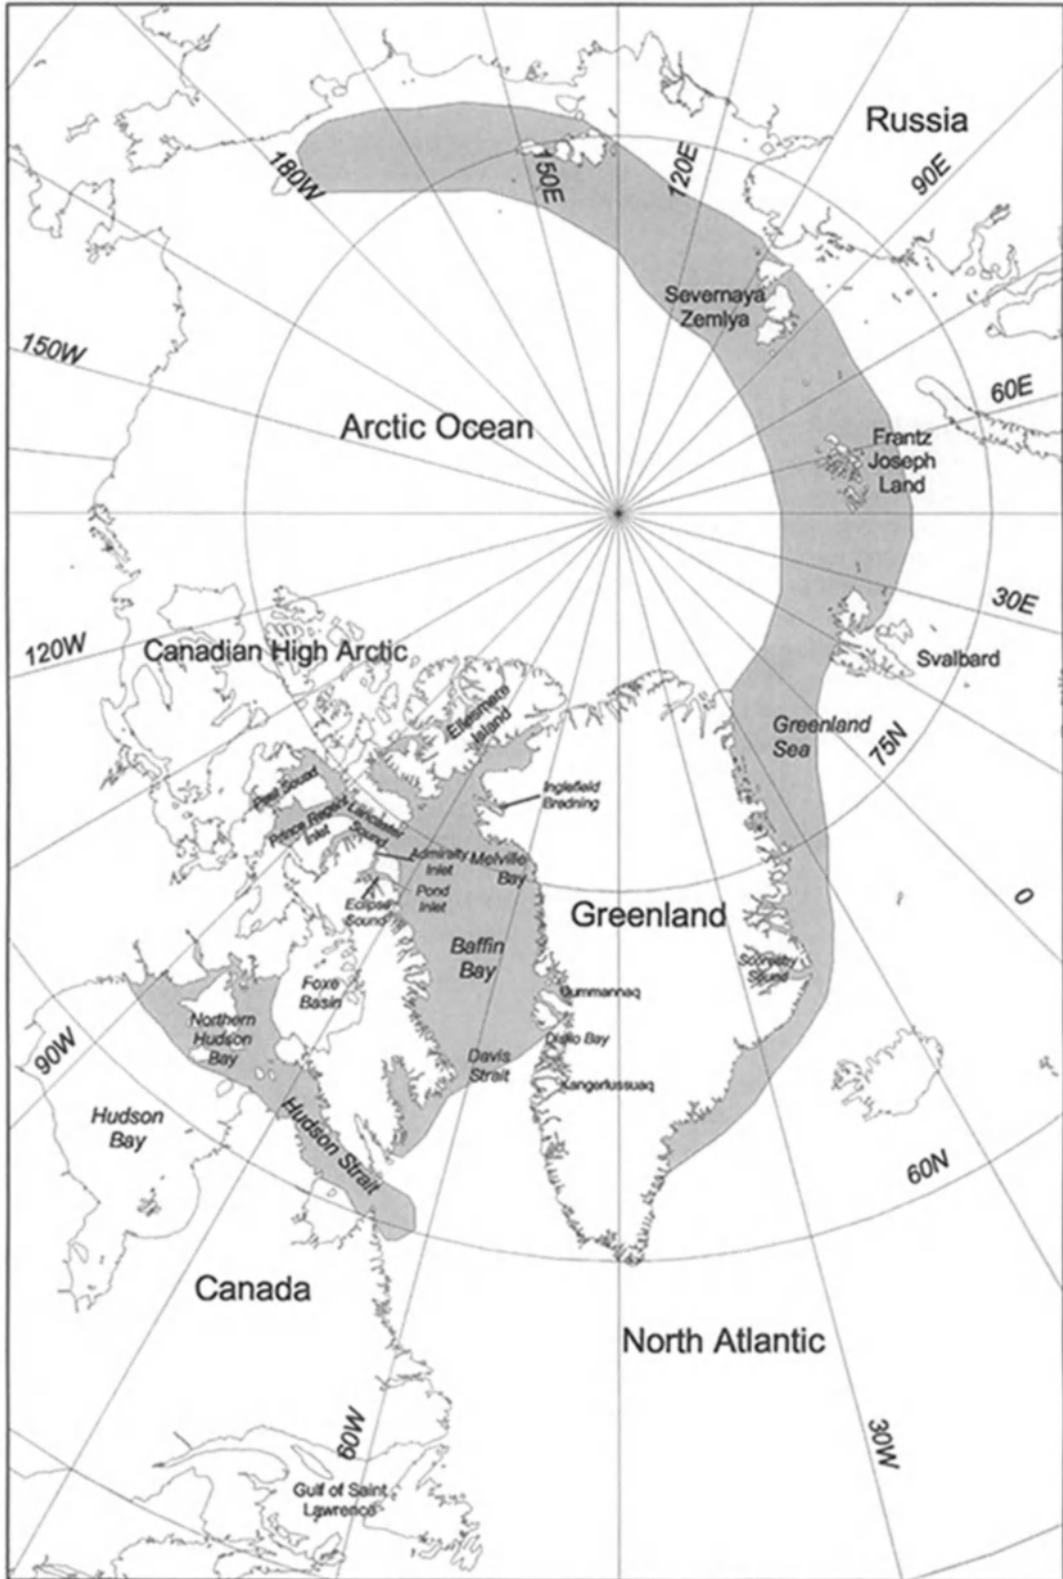 Russia
180W
150E
120E
90E
Severnaya
Zemlya
150W
60E
Arctic Ocean
Frantz
Joseph
Land
30E
120W
Canadian High Arctic
Svalbard
Ellesmere
Island
Greenland
Sea
75N
Peel Sound
Inglefield
Bredning
Prince Regent
Inlet
Lancaster
Sound
Admiralty
Inlet
Melville
Bay
Pond
Inlet
Eclipse
Sound
0
Greenland
Baffin
Bay
Scoresby
Sound
Foxe
Basin
Uummannaq
Northern
Hudson
Bay
90W
Disko Bay
Davis
Strait
Kangerlussuaq
Hudson
Bay
Hudson Strait
60N
Canada
North Atlantic
60W
30W
Gulf of Saint
Lawrence